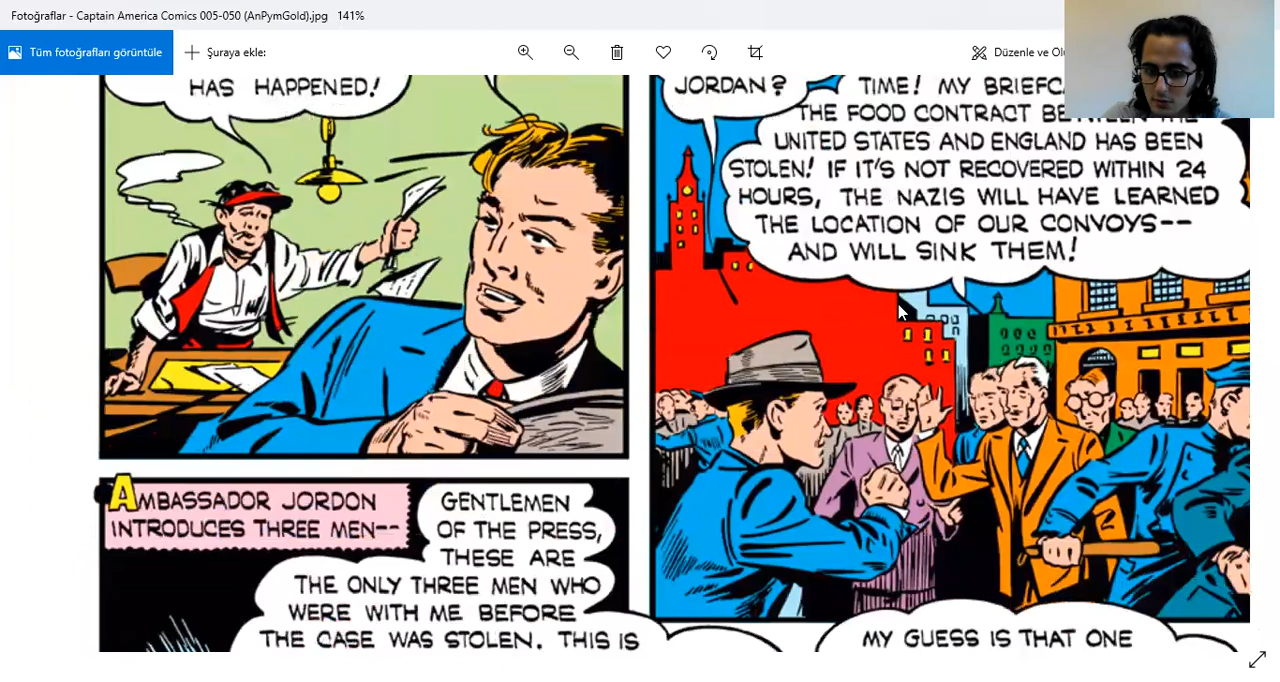 Fotoğraflar - Captain America Comics 005-050 (AnPymGold).jpg 141%
Tüm fotoğrafları görüntüle
Şuraya ekle:
Düzenle ve
HAS HAPPENED!
JORDAN?
TIME! MY
THE FOOD CONTRACT
UNITED STATES AND ENGLAND HAS BEEN
STOLEN! IF IT'S NOT RECOVERED WITHIN 24
HOURS, THE NAZIS WILL HAVE LEARNED
THE LOCATION OF OUR CONVOYS--
AND WILL SINK THEM!
AMBASSADOR JORDON
INTRODUCES THREE MEN--
GENTLEMEN
OF THE PRESS,
THESE ARE
THE ONLY THREE MEN WHO
WERE WITH ME BEFORE
THE CASE WAS STOLEN. THIS IS
MY GUESS IS THAT ONE